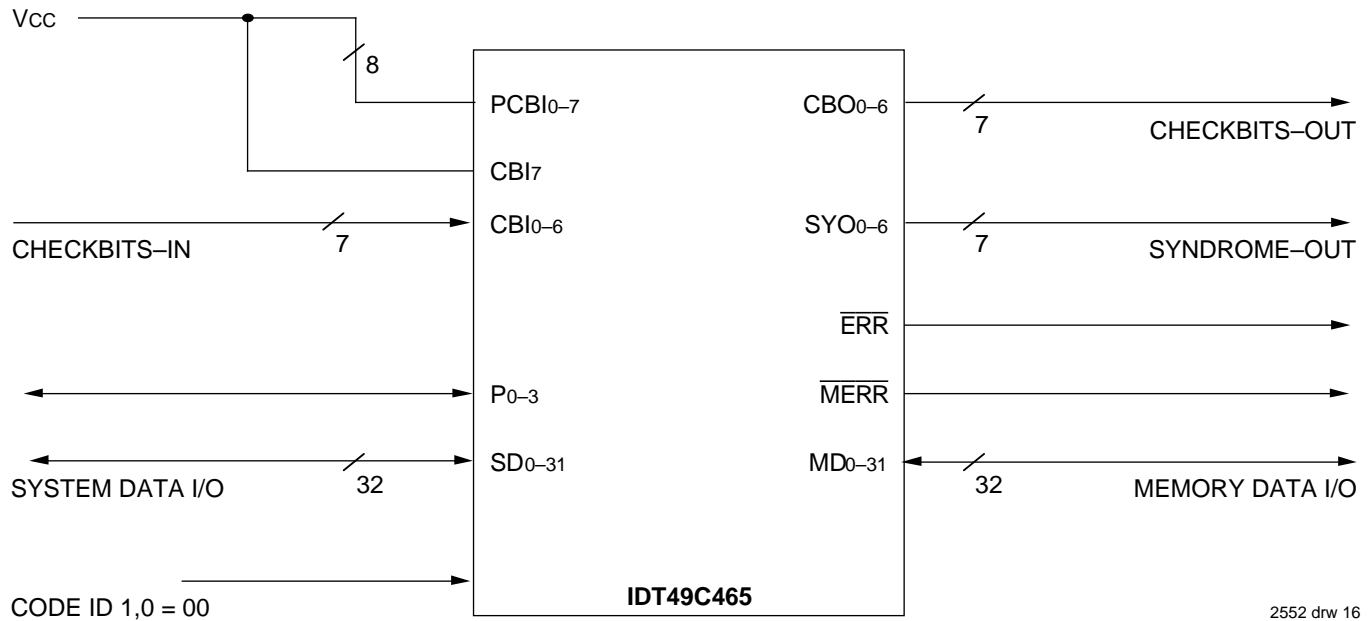 Vcc
8
PCBI0–7
CBO0–6
7
CHECKBITS–OUT
CBI7
CBI0–6
7
CHECKBITS–IN
SYO0–6
7
SYNDROME–OUT
ERR
P0–3
MERR
SD0–31
32
SYSTEM DATA I/O
MD0–31
32
MEMORY DATA I/O
CODE ID 1,0 = 00
IDT49C465
2552 drw 16